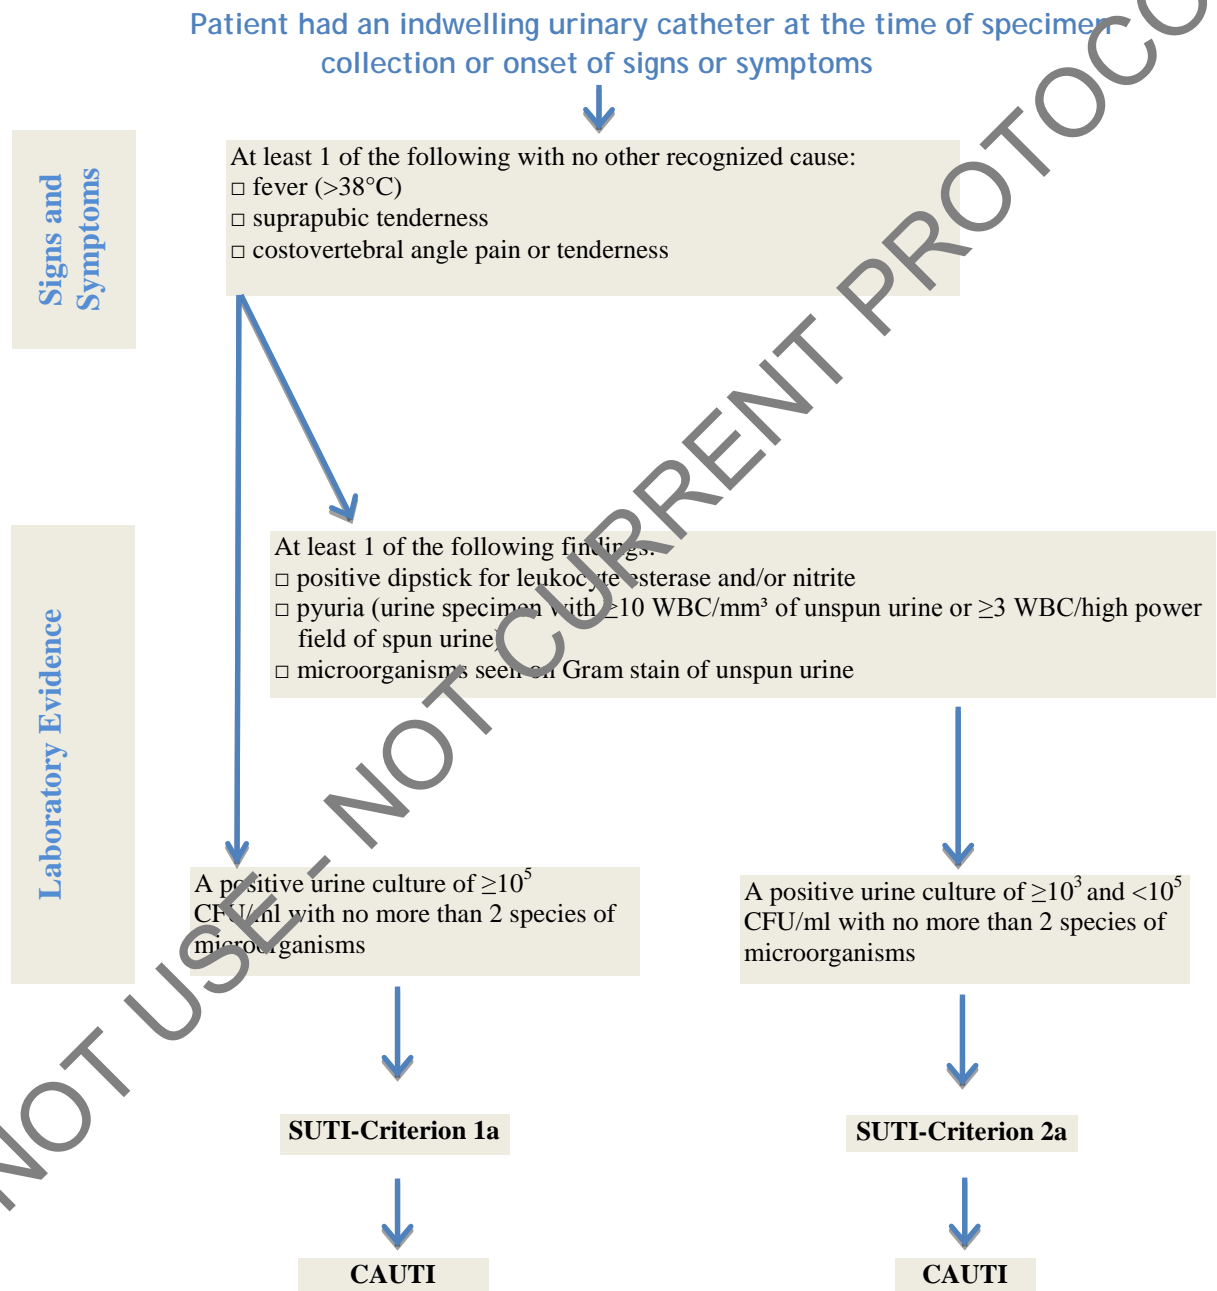 Patient had an indwelling urinary catheter at the time of specimen
collection or onset of signs or symptoms
Signs and
Symptoms
At least 1 of the following with no other recognized cause:
□ fever (>38°C)
□ suprapubic tenderness
□ costovertebral angle pain or tenderness
Laboratory Evidence
At least 1 of the following findings:
□ positive dipstick for leukocyte esterase and/or nitrite
□ pyuria (urine specimen with ≥10 WBC/mm³ of unspun urine or ≥3 WBC/high power
field of spun urine)
□ microorganisms seen on Gram stain of unspun urine
A positive urine culture of ≥10⁵
CFU/ml with no more than 2 species of
microorganisms
A positive urine culture of ≥10³ and <10⁵
CFU/ml with no more than 2 species of
microorganisms
SUTI-Criterion 1a
SUTI-Criterion 2a
CAUTI
CAUTI
NOT USE - NOT CURRENT PROTOCO